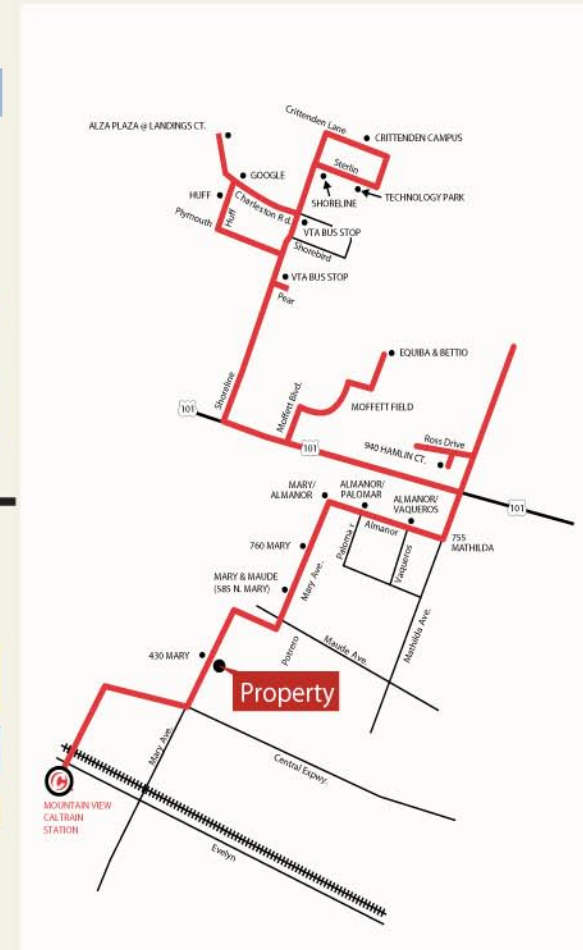 Crittenden Lane
ALZA PLAZA @ LANDINGS CT.
CRITTENDEN CAMPUS
Sterlin
GOOGLE
HUFF
TECHNOLOGY PARK
SHORELINE
Charleston Rd.
Huff
Plymouth
VTA BUS STOP
Shorebird
VTA BUS STOP
Pear
EQUIBA & BETTIO
Shoreline
Moffett Blvd.
MOFFETT FIELD
101
Ross Drive
101
940 HAMLIN CT.
MARY/
ALMANOR
ALMANOR/
PALOMAR
ALMANOR/
VAQUEROS
101
Almanor
755
MATHILDA
Paloma r
760 MARY
Vaqueros
Mary Ave.
MARY & MAUDE
(585 N. MARY)
Mathilda Ave.
Potrero
Maude Ave.
430 MARY
Property
Mary Ave.
Central Expwy.
C
MOUNTAIN VIEW
CALTRAIN
STATION
Evelyn